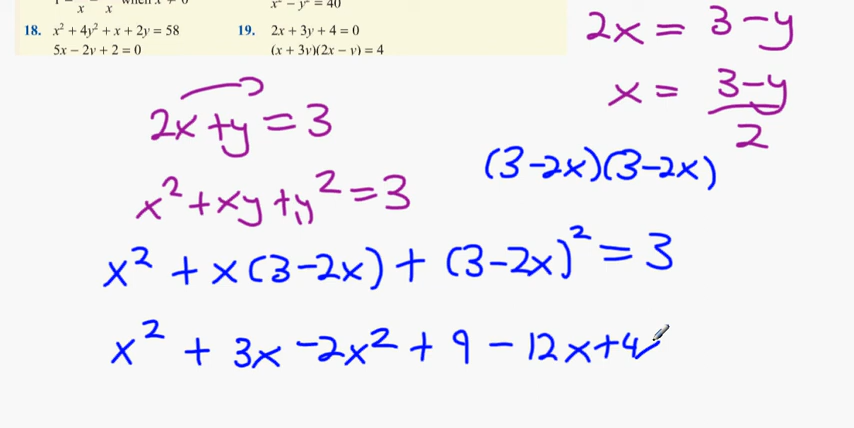 x² − y² = 40
18. x² + 4y² + x + 2y = 58
5x − 2y + 2 = 0
19. 2x + 3y + 4 = 0
(x + 3y)(2x − y) = 4
2x = 3-y
x = 3-y
2
2x+y = 3
(3-2x)(3-2x)
x²+xy+y²=3
x² + x(3-2x) + (3-2x)² = 3
x² + 3x -2x² + 9 - 12x+4